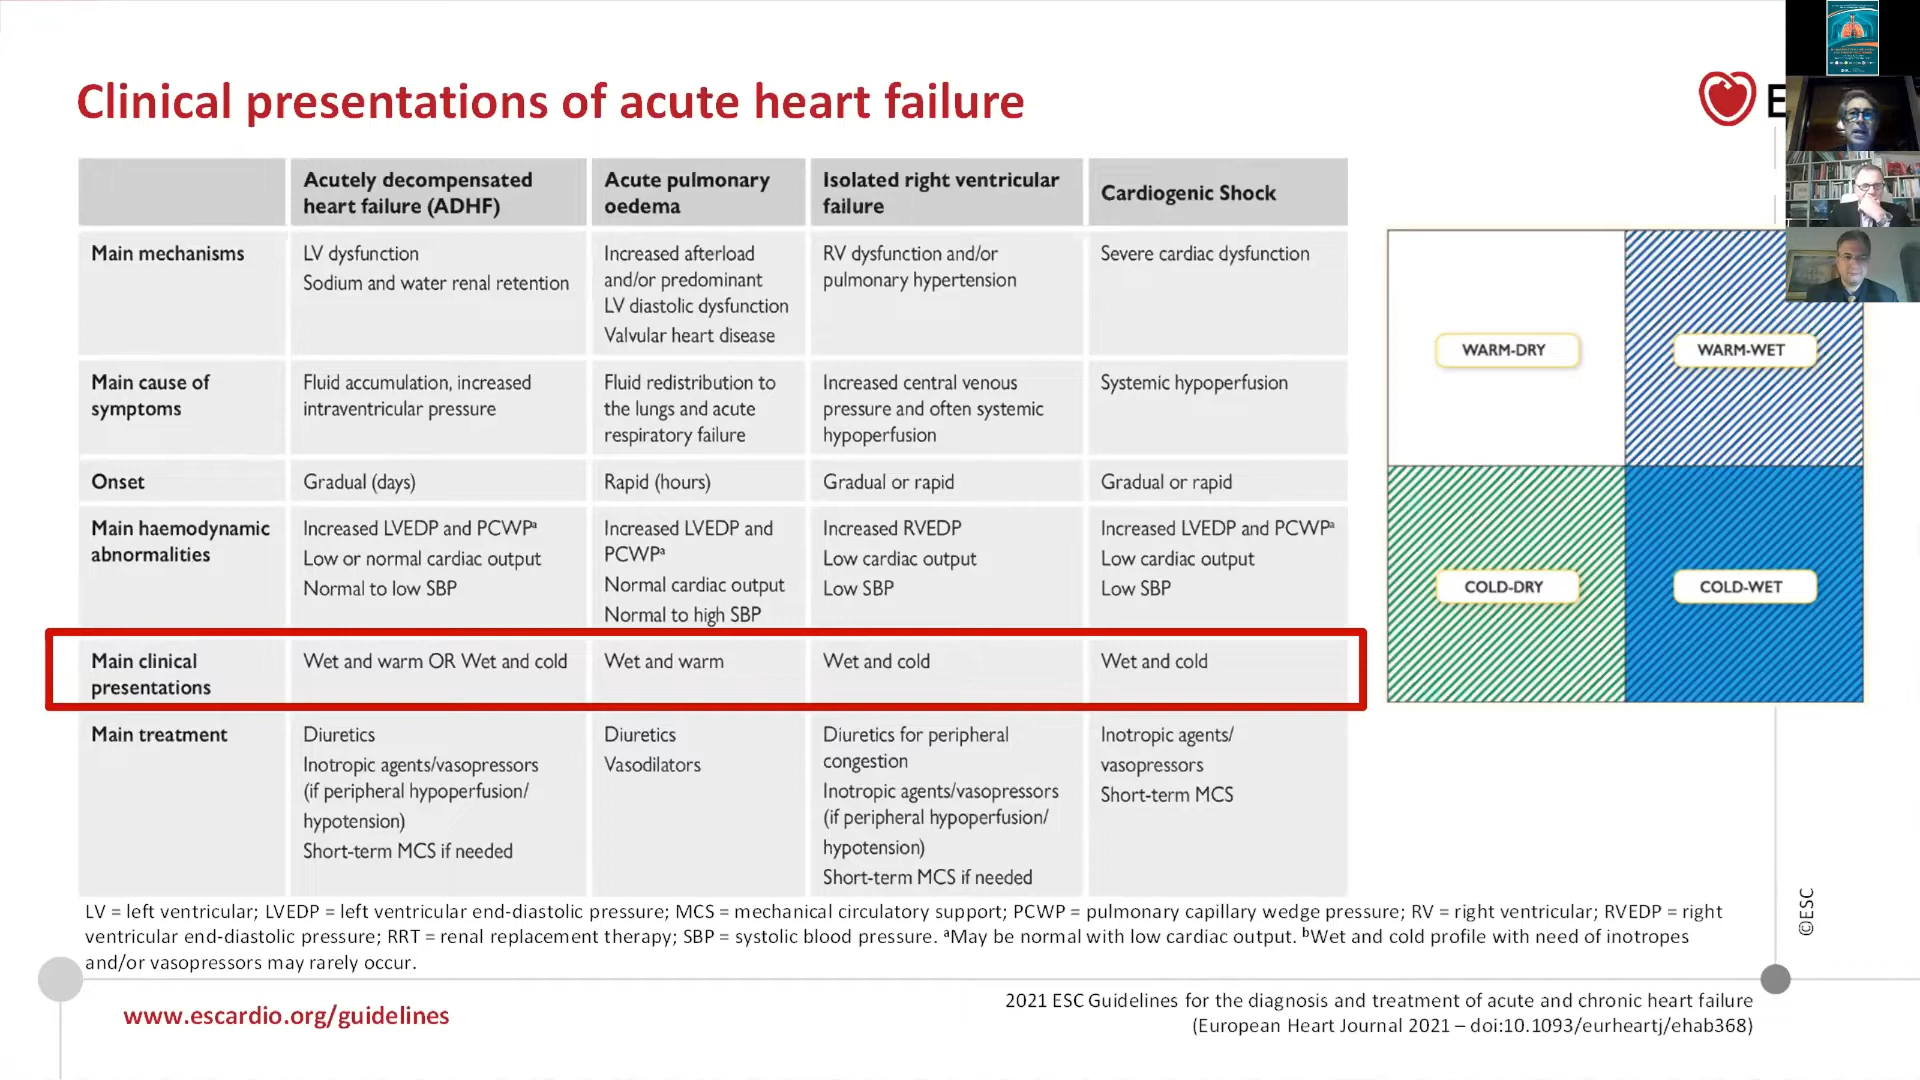 Clinical presentations of acute heart failure
E
Acutely decompensated
heart failure (ADHF)
Acute pulmonary
oedema
Isolated right ventricular
failure
Cardiogenic Shock
Main mechanisms
LV dysfunction
Sodium and water renal retention
Increased afterload
and/or predominant
LV diastolic dysfunction
Valvular heart disease
RV dysfunction and/or
pulmonary hypertension
Severe cardiac dysfunction
Main cause of
symptoms
Fluid accumulation, increased
intraventricular pressure
Fluid redistribution to
the lungs and acute
respiratory failure
Increased central venous
pressure and often systemic
hypoperfusion
Systemic hypoperfusion
Onset
Gradual (days)
Rapid (hours)
Gradual or rapid
Gradual or rapid
Main haemodynamic
abnormalities
Increased LVEDP and PCWPª
Low or normal cardiac output
Normal to low SBP
Increased LVEDP and
PCWPª
Normal cardiac output
Normal to high SBP
Increased RVEDP
Low cardiac output
Low SBP
Increased LVEDP and PCWPª
Low cardiac output
Low SBP
Main clinical
presentations
Wet and warm OR Wet and cold
Wet and warm
Wet and cold
Wet and cold
Main treatment
Diuretics
Inotropic agents/vasopressors
(if peripheral hypoperfusion/
hypotension)
Short-term MCS if needed
Diuretics
Vasodilators
Diuretics for peripheral
congestion
Inotropic agents/vasopressors
(if peripheral hypoperfusion/
hypotension)
Short-term MCS if needed
Inotropic agents/
vasopressors
Short-term MCS
WARM-DRY
WARM-WET
COLD-DRY
COLD-WET
LV = left ventricular; LVEDP = left ventricular end-diastolic pressure; MCS = mechanical circulatory support; PCWP = pulmonary capillary wedge pressure; RV = right ventricular; RVEDP = right
ventricular end-diastolic pressure; RRT = renal replacement therapy; SBP = systolic blood pressure. ªMay be normal with low cardiac output. ᵇWet and cold profile with need of inotropes
and/or vasopressors may rarely occur.
©ESC
www.escardio.org/guidelines
2021 ESC Guidelines for the diagnosis and treatment of acute and chronic heart failure
(European Heart Journal 2021 – doi:10.1093/eurheartj/ehab368)